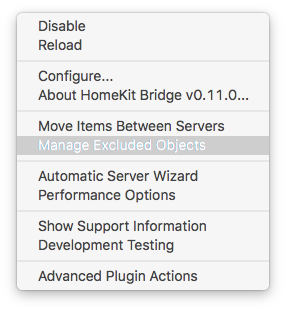 Disable
Reload
Configure...
About HomeKit Bridge v0.11.0...
Move Items Between Servers
Manage Excluded Objects
Automatic Server Wizard
Performance Options
Show Support Information
Development Testing
Advanced Plugin Actions